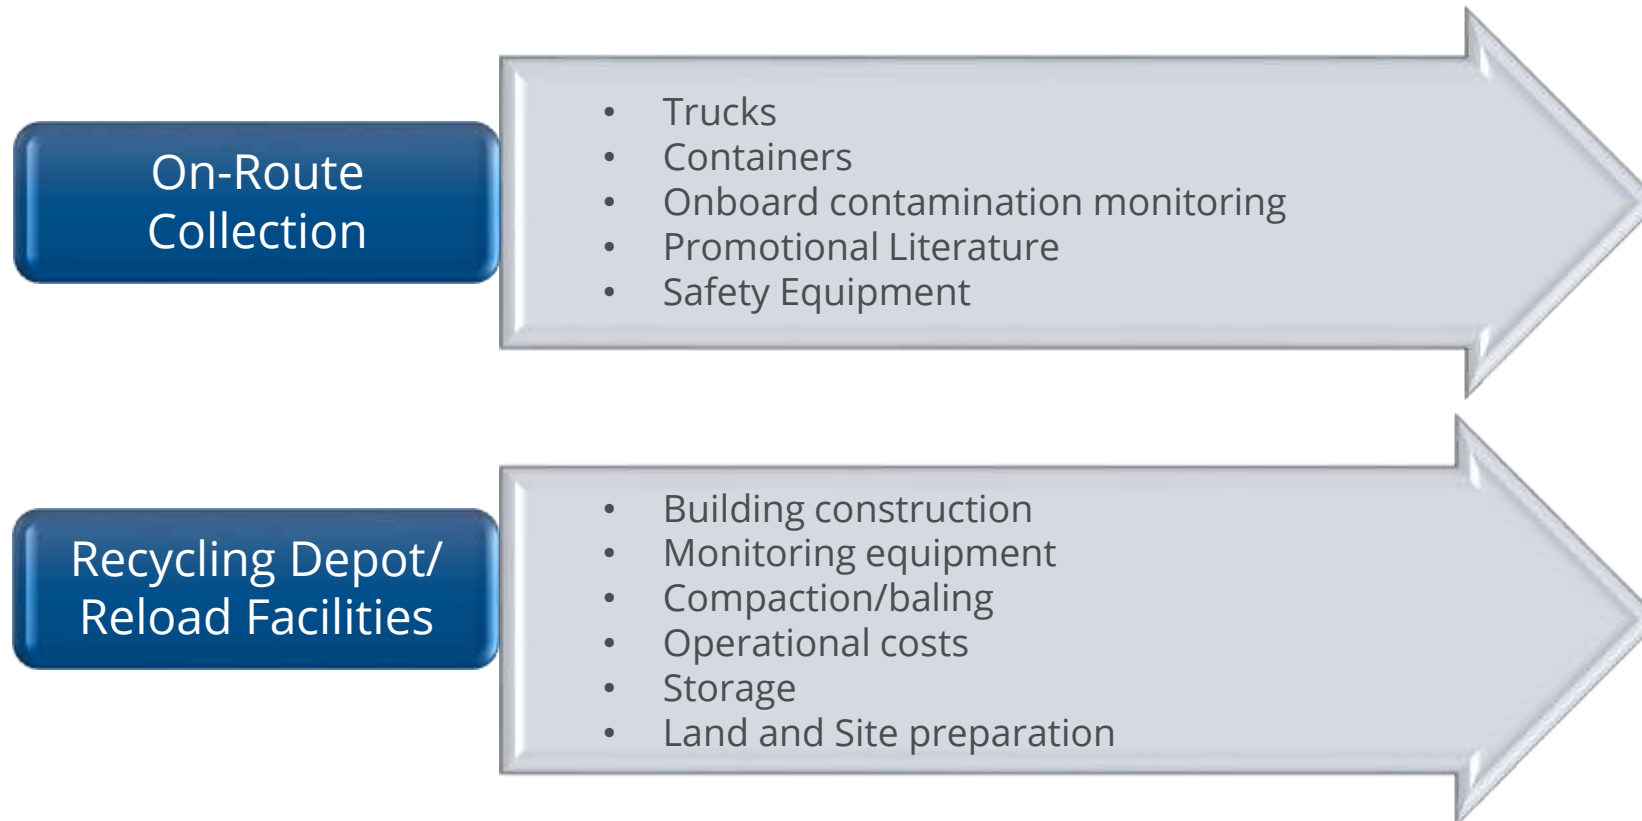 On-Route
Collection
• Trucks
• Containers
• Onboard contamination monitoring
• Promotional Literature
• Safety Equipment
Recycling Depot/
Reload Facilities
• Building construction
• Monitoring equipment
• Compaction/baling
• Operational costs
• Storage
• Land and Site preparation